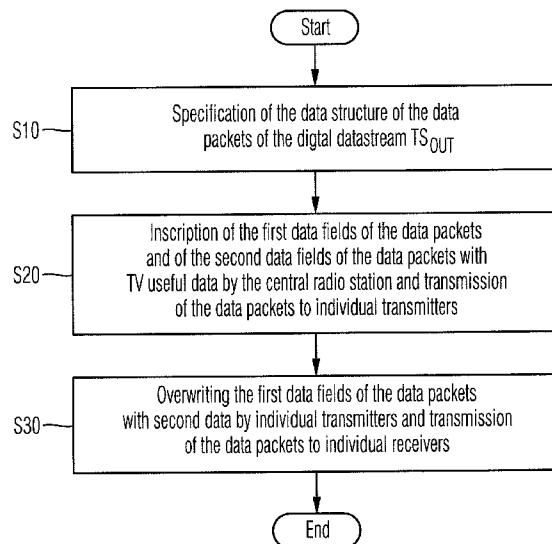 Start
S10
Specification of the data structure of the data
packets of the digtal datastream TSOUT
S20
Inscription of the first data fields of the data packets
and of the second data fields of the data packets with
TV useful data by the central radio station and transmission
of the data packets to individual transmitters
S30
Overwriting the first data fields of the data packets
with second data by individual transmitters and transmission
of the data packets to individual receivers
End